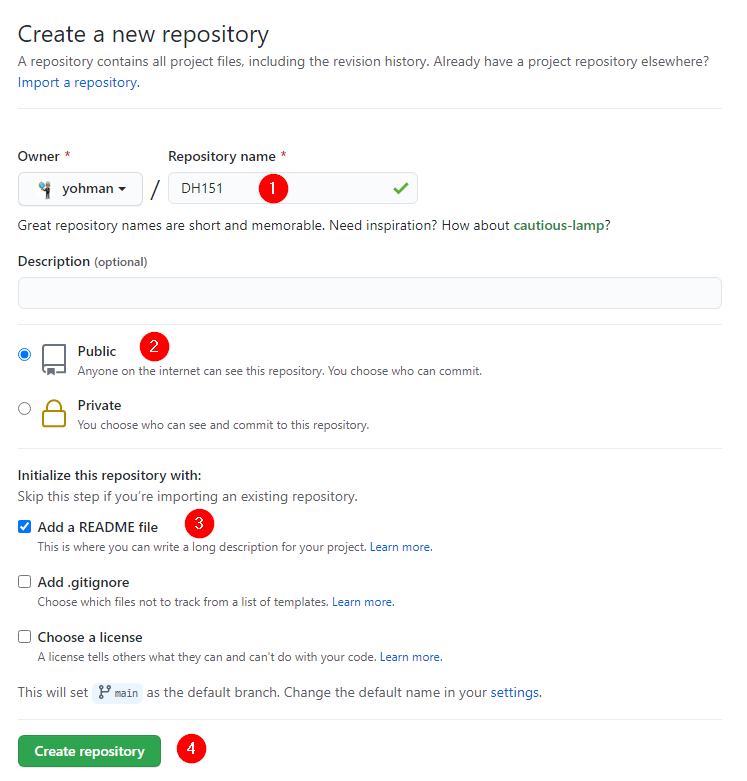 Create a new repository
A repository contains all project files, including the revision history. Already have a project repository elsewhere?
Import a repository.
Owner * Repository name *
yohman / DH151 1
Great repository names are short and memorable. Need inspiration? How about cautious-lamp?
Description (optional)
Public 2
Anyone on the internet can see this repository. You choose who can commit.
Private
You choose who can see and commit to this repository.
Initialize this repository with:
Skip this step if you're importing an existing repository.
Add a README file 3
This is where you can write a long description for your project. Learn more.
Add .gitignore
Choose which files not to track from a list of templates. Learn more.
Choose a license
A license tells others what they can and can't do with your code. Learn more.
This will set main as the default branch. Change the default name in your settings.
Create repository 4